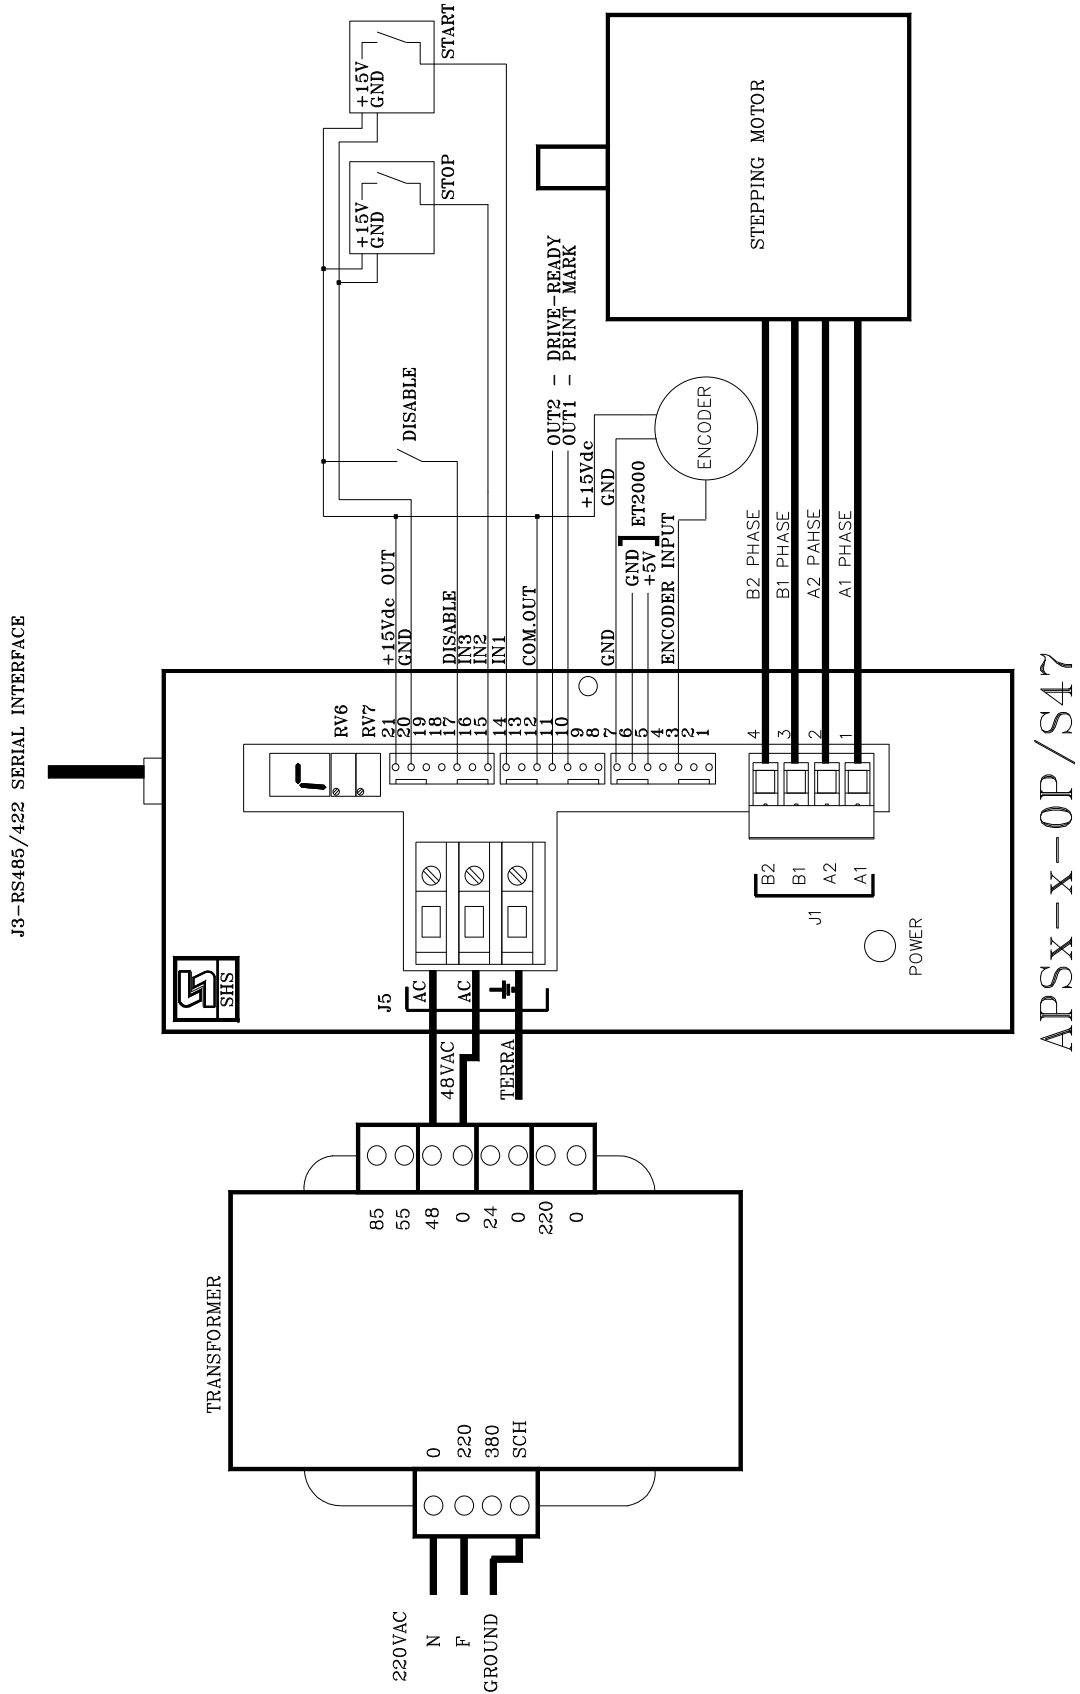 J3-RS485/422 SERIAL INTERFACE
+15V
GND
START
+15V
GND
STOP
DISABLE
OUT2 - DRIVE-READY
OUT1 - PRINT MARK
+15Vdc
GND
ET2000
ENCODER
STEPPING MOTOR
+15Vdc OUT
GND
DISABLE
IN3
IN2
IN1
COM.OUT
GND
GND
+5V
ENCODER INPUT
B2 PHASE
B1 PHASE
A2 PAHSE
A1 PHASE
RV6
RV7
21
20
19
18
17
16
15
14
13
12
11
10
9
8
7
6
5
4
3
2
1
4
3
2
1
B2
B1
A2
A1
J1
POWER
SHS
J5
AC
AC
48VAC
TERRA
APSx-x-0P/S47
85
55
48
0
24
0
220
0
TRANSFORMER
0
220
380
SCH
220VAC
N
F
GROUND